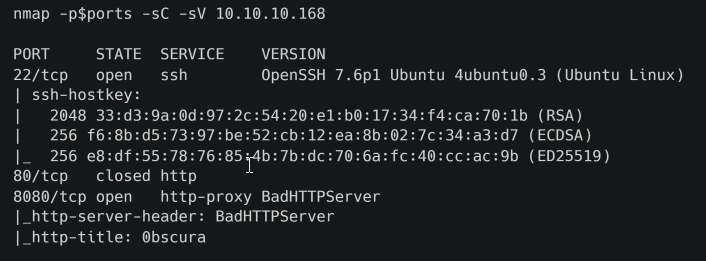 nmap -p$ports -sC -sV 10.10.10.168
PORT STATE SERVICE VERSION
22/tcp open ssh OpenSSH 7.6p1 Ubuntu 4ubuntu0.3 (Ubuntu Linux)
| ssh-hostkey:
| 2048 33:d3:9a:0d:97:2c:54:20:e1:b0:17:34:f4:ca:70:1b (RSA)
| 256 f6:8b:d5:73:97:be:52:cb:12:ea:8b:02:7c:34:a3:d7 (ECDSA)
|_ 256 e8:df:55:78:76:85:4b:7b:dc:70:6a:fc:40:cc:ac:9b (ED25519)
80/tcp closed http
8080/tcp open http-proxy BadHTTPServer
|_http-server-header: BadHTTPServer
|_http-title: 0bscura